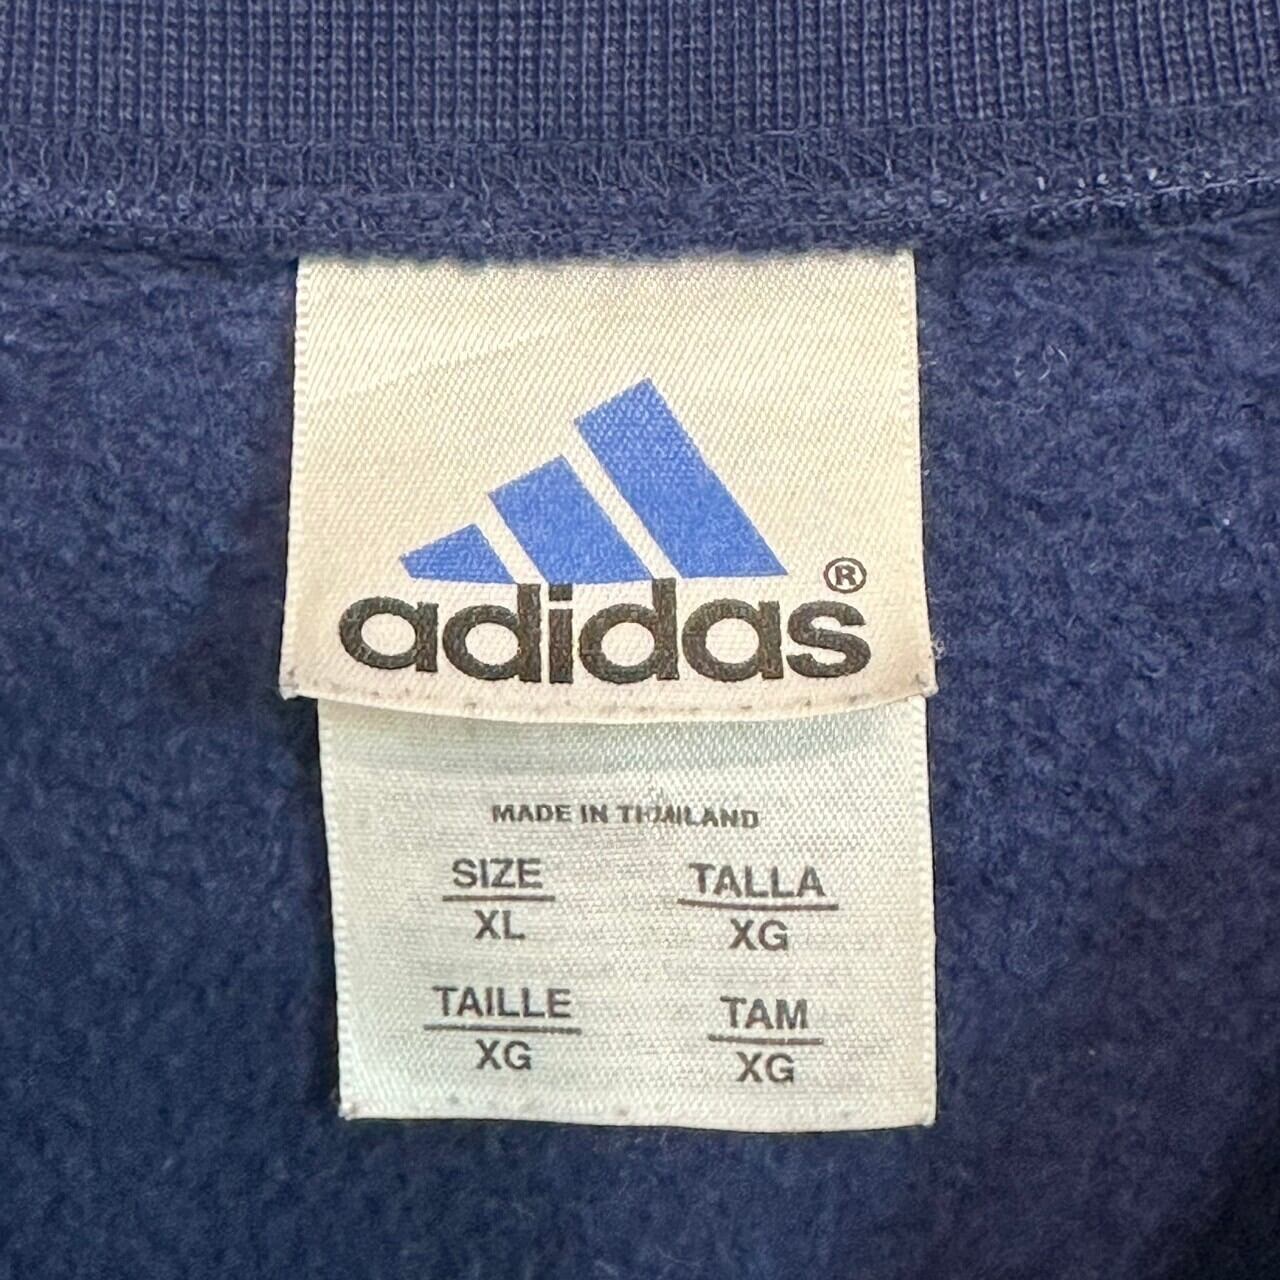 adidas®
MADE IN THAILAND
SIZE TALLA
XL XG
TAILLE TAM
XG XG